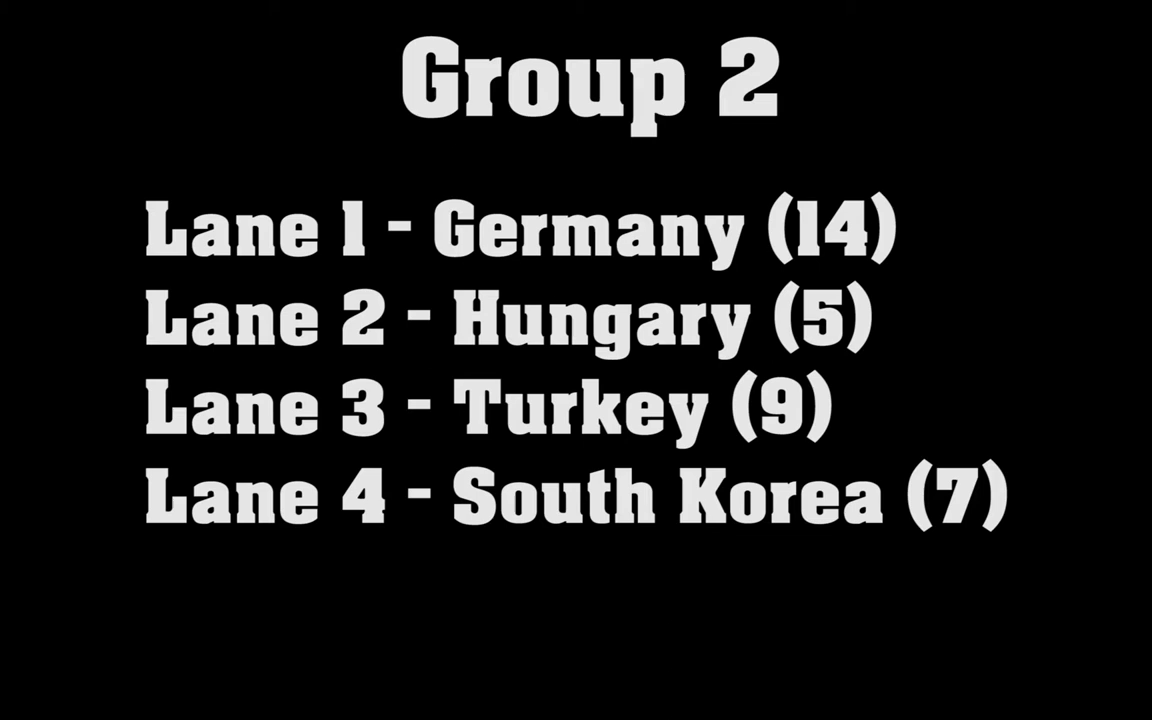 Group 2
Lane 1 - Germany (14)
Lane 2 - Hungary (5)
Lane 3 - Turkey (9)
Lane 4 - South Korea (7)